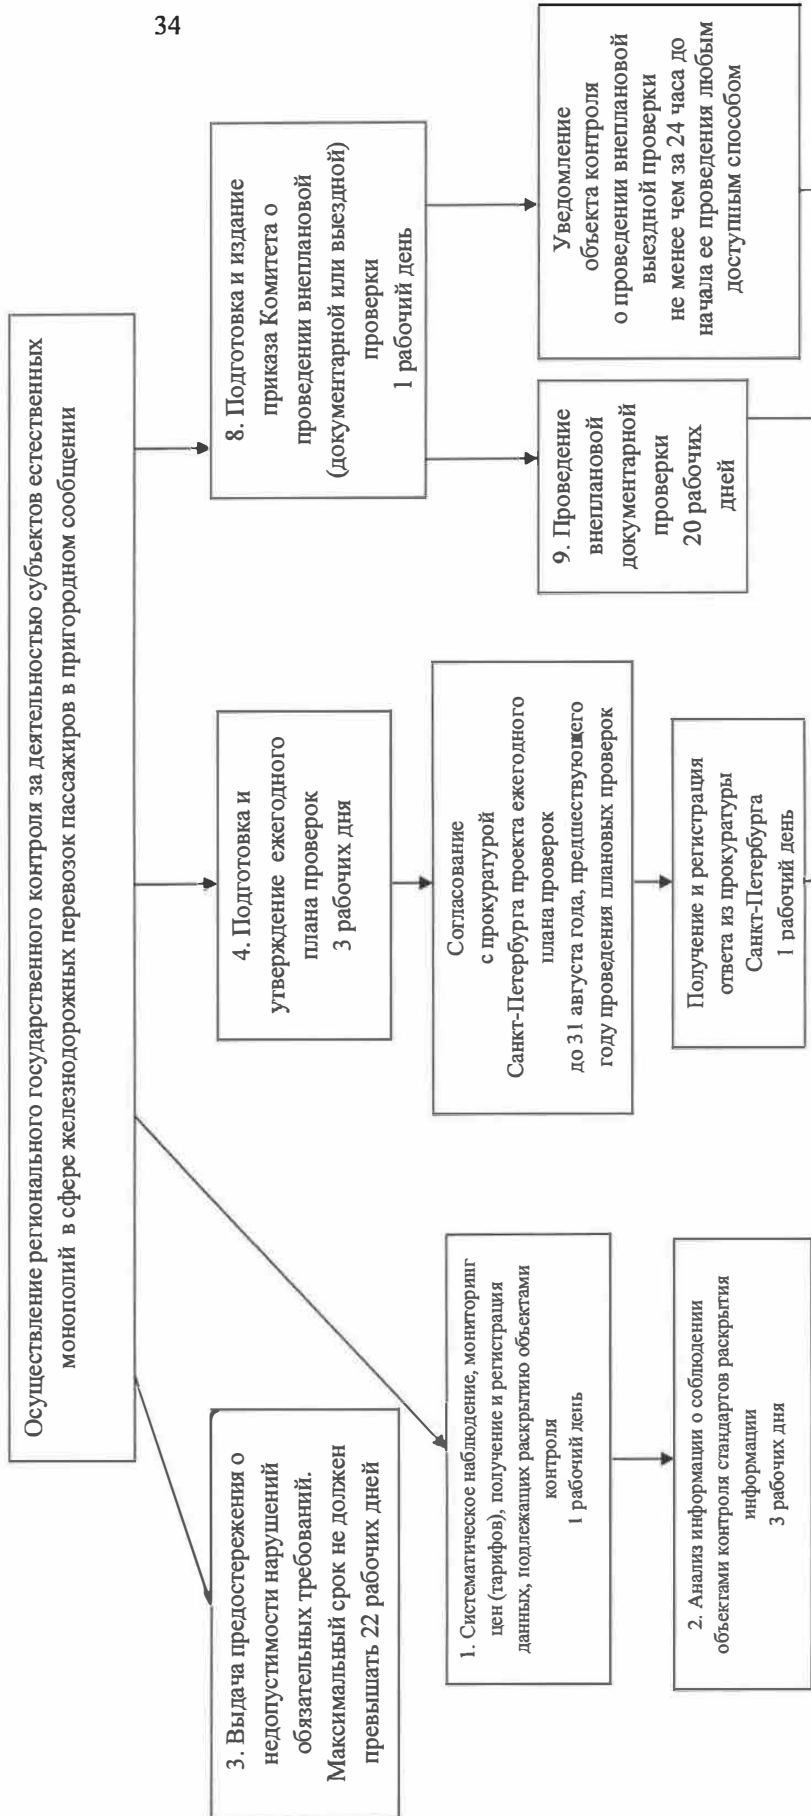 34
Осуществление регионального государственного контроля за деятельностью субъектов естественных
монополий в сфере железнодорожных перевозок пассажиров в пригородном сообщении
3. Выдача предостережения о
недопустимости нарушений
обязательных требований.
Максимальный срок не должен
превышать 22 рабочих дней
1. Систематическое наблюдение, мониторинг
цен (тарифов), получение и регистрация
данных, подлежащих раскрытию объектами
контроля
1 рабочий день
2. Анализ информации о соблюдении
объектами контроля стандартов раскрытия
информации
3 рабочих дня
4. Подготовка и
утверждение ежегодного
плана проверок
3 рабочих дня
Согласование
с прокуратурой
Санкт-Петербурга проекта ежегодного
плана проверок
до 31 августа года, предшествующего
году проведения плановых проверок
Получение и регистрация
ответа из прокуратуры
Санкт-Петербурга
1 рабочий день
8. Подготовка и издание
приказа Комитета о
проведении внеплановой
(документарной или выездной)
проверки
1 рабочий день
9. Проведение
внеплановой
документарной
проверки
20 рабочих
дней
Уведомление
объекта контроля
о проведении внеплановой
выездной проверки
не менее чем за 24 часа до
начала ее проведения любым
доступным способом